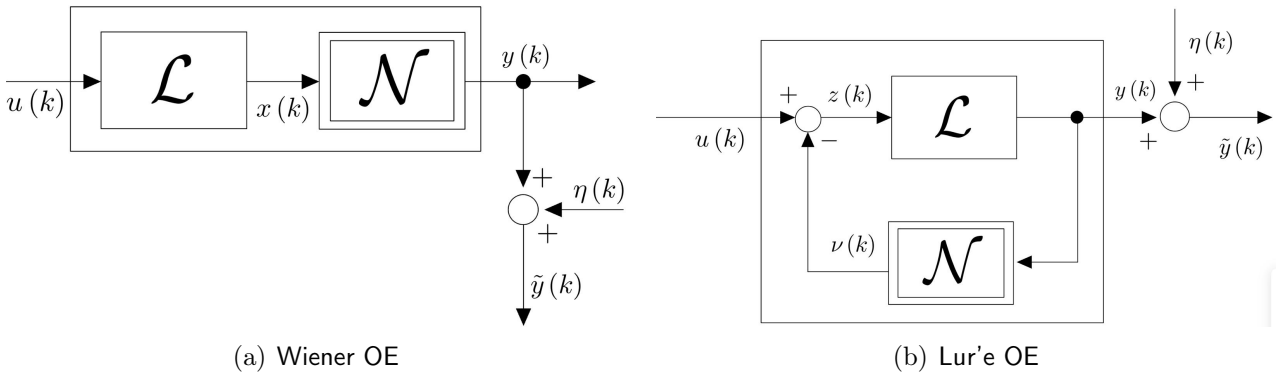 u (k)
ℒ
x (k)
𝒩
y (k)
+
η (k)
+
ỹ (k)
(a) Wiener OE
u (k)
+
−
z (k)
ℒ
y (k)
+
η (k)
+
ỹ (k)
ν (k)
𝒩
(b) Lur'e OE